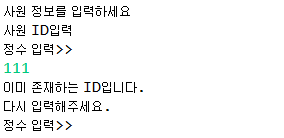 사원 정보를 입력하세요
사원 ID입력
정수 입력>>
111
이미 존재하는 ID입니다.
다시 입력해주세요.
정수 입력>>